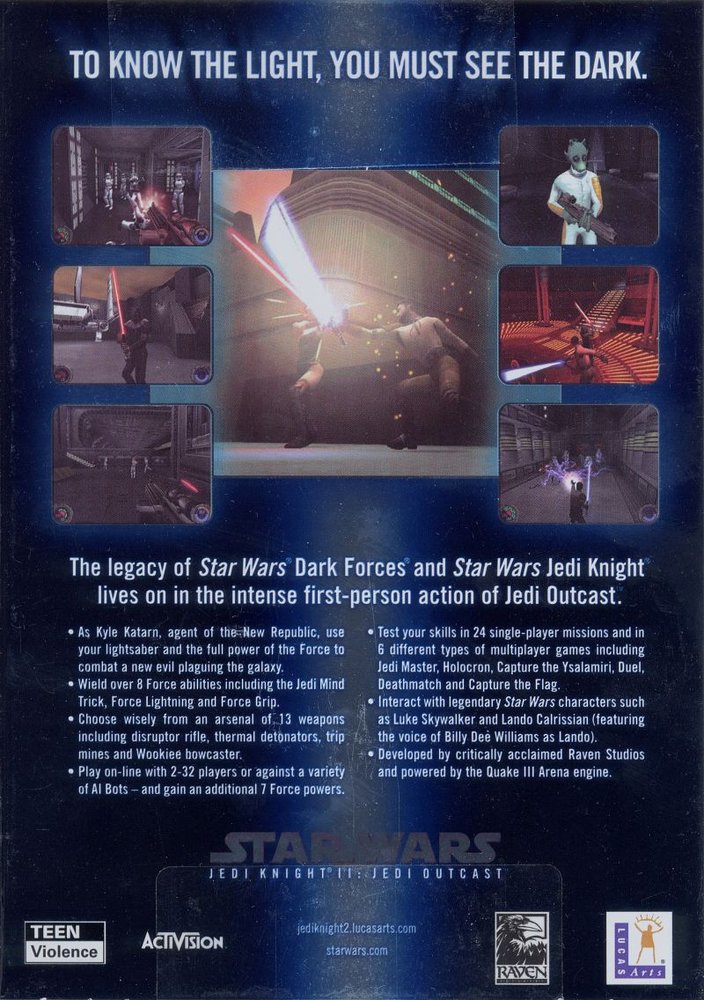 TO KNOW THE LIGHT, YOU MUST SEE THE DARK.
The legacy of Star Wars® Dark Forces® and Star Wars Jedi Knight®
lives on in the intense first-person action of Jedi Outcast.™
• As Kyle Katarn, agent of the New Republic, use
your lightsaber and the full power of the Force to
combat a new evil plaguing the galaxy.
• Wield over 8 Force abilities including the Jedi Mind
Trick, Force Lightning and Force Grip.
• Choose wisely from an arsenal of 13 weapons
including disruptor rifle, thermal detonators, trip
mines and Wookiee bowcaster.
• Play on-line with 2-32 players or against a variety
of AI Bots – and gain an additional 7 Force powers.
• Test your skills in 24 single-player missions and in
6 different types of multiplayer games including
Jedi Master, Holocron, Capture the Ysalamiri, Duel,
Deathmatch and Capture the Flag.
• Interact with legendary Star Wars characters such
as Luke Skywalker and Lando Calrissian (featuring
the voice of Billy Dee Williams as Lando).
• Developed by critically acclaimed Raven Studios
and powered by the Quake III Arena engine.
STAR WARS
JEDI KNIGHT® II: JEDI OUTCAST™
TEEN
Violence
ACTIVISION
jediknight2.lucasarts.com
starwars.com
RAVEN
LUCAS
Arts